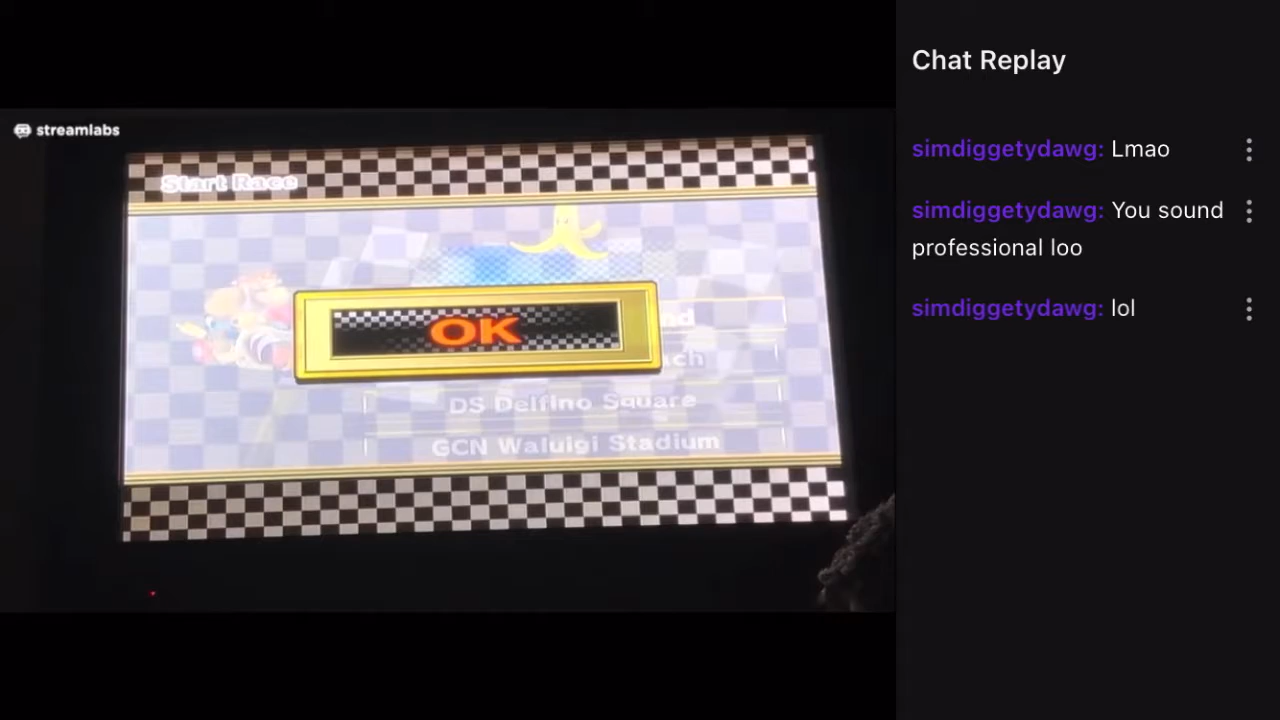 streamlabs
Start Race
OK
DS Delfino Square
GCN Waluigi Stadium
Chat Replay
simdiggetydawg: Lmao
simdiggetydawg: You sound
professional loo
simdiggetydawg: lol